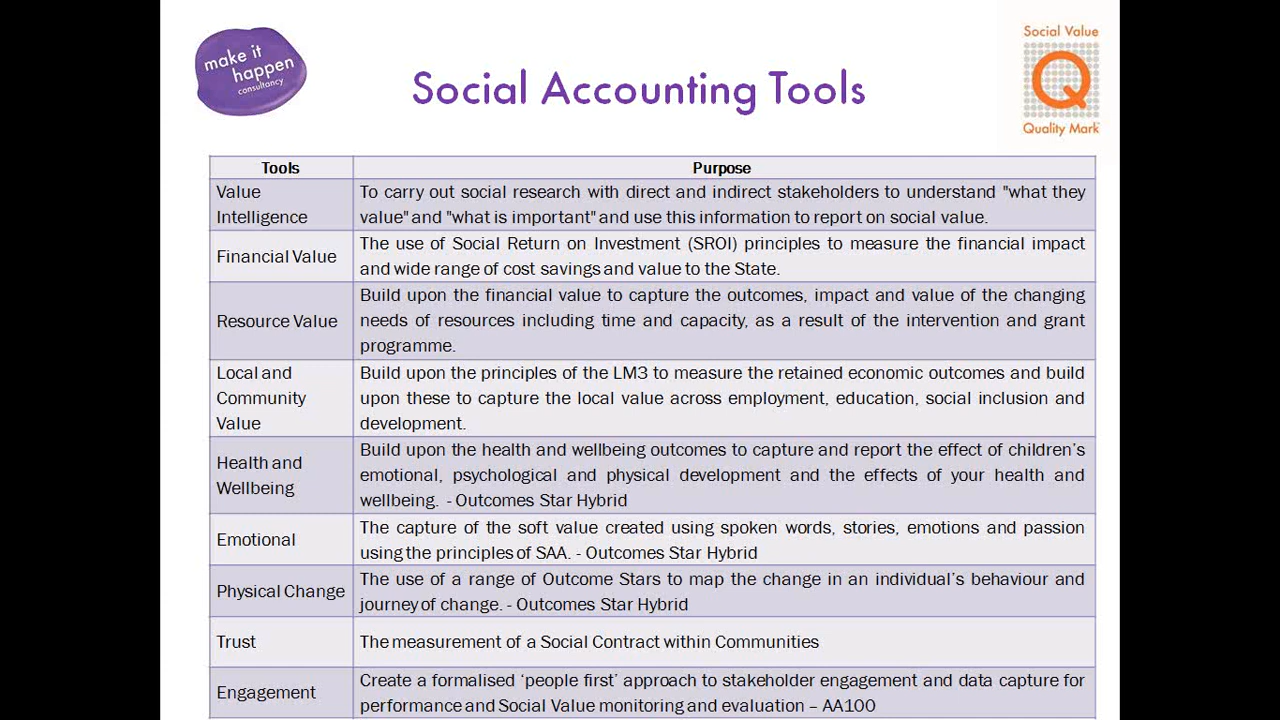 make it
happen
consultancy
Social Accounting Tools
Social Value
Q
Quality Mark
Tools
Purpose
Value
Intelligence
To carry out social research with direct and indirect stakeholders to understand "what they
value" and "what is important" and use this information to report on social value.
Financial Value
The use of Social Return on Investment (SROI) principles to measure the financial impact
and wide range of cost savings and value to the State.
Resource Value
Build upon the financial value to capture the outcomes, impact and value of the changing
needs of resources including time and capacity, as a result of the intervention and grant
programme.
Local and
Community
Value
Build upon the principles of the LM3 to measure the retained economic outcomes and build
upon these to capture the local value across employment, education, social inclusion and
development.
Health and
Wellbeing
Build upon the health and wellbeing outcomes to capture and report the effect of children’s
emotional, psychological and physical development and the effects of your health and
wellbeing. - Outcomes Star Hybrid
Emotional
The capture of the soft value created using spoken words, stories, emotions and passion
using the principles of SAA. - Outcomes Star Hybrid
Physical Change
The use of a range of Outcome Stars to map the change in an individual’s behaviour and
journey of change. - Outcomes Star Hybrid
Trust
The measurement of a Social Contract within Communities
Engagement
Create a formalised ‘people first’ approach to stakeholder engagement and data capture for
performance and Social Value monitoring and evaluation – AA100